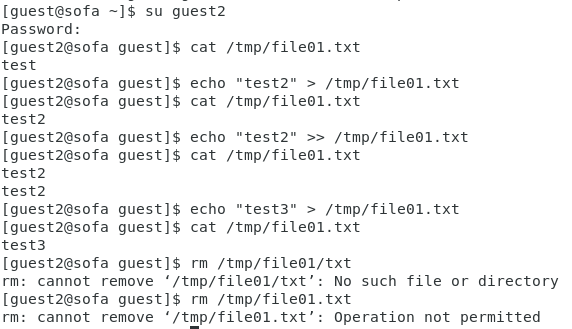 [guest@sofa ~]$ su guest2
Password:
[guest2@sofa guest]$ cat /tmp/file01.txt
test
[guest2@sofa guest]$ echo "test2" > /tmp/file01.txt
[guest2@sofa guest]$ cat /tmp/file01.txt
test2
[guest2@sofa guest]$ echo "test2" >> /tmp/file01.txt
[guest2@sofa guest]$ cat /tmp/file01.txt
test2
test2
[guest2@sofa guest]$ echo "test3" > /tmp/file01.txt
[guest2@sofa guest]$ cat /tmp/file01.txt
test3
[guest2@sofa guest]$ rm /tmp/file01/txt
rm: cannot remove ‘/tmp/file01/txt’: No such file or directory
[guest2@sofa guest]$ rm /tmp/file01.txt
rm: cannot remove ‘/tmp/file01.txt’: Operation not permitted